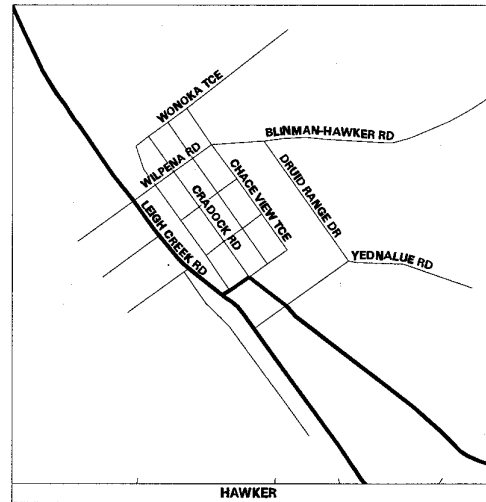 WONOKA TCE
BLINMAN-HAWKER RD
WILPENA RD
CHACE VIEW TCE
DRUID RANGE DR
CRADOCK RD
LEIGH CREEK RD
YEDNALUE RD
HAWKER